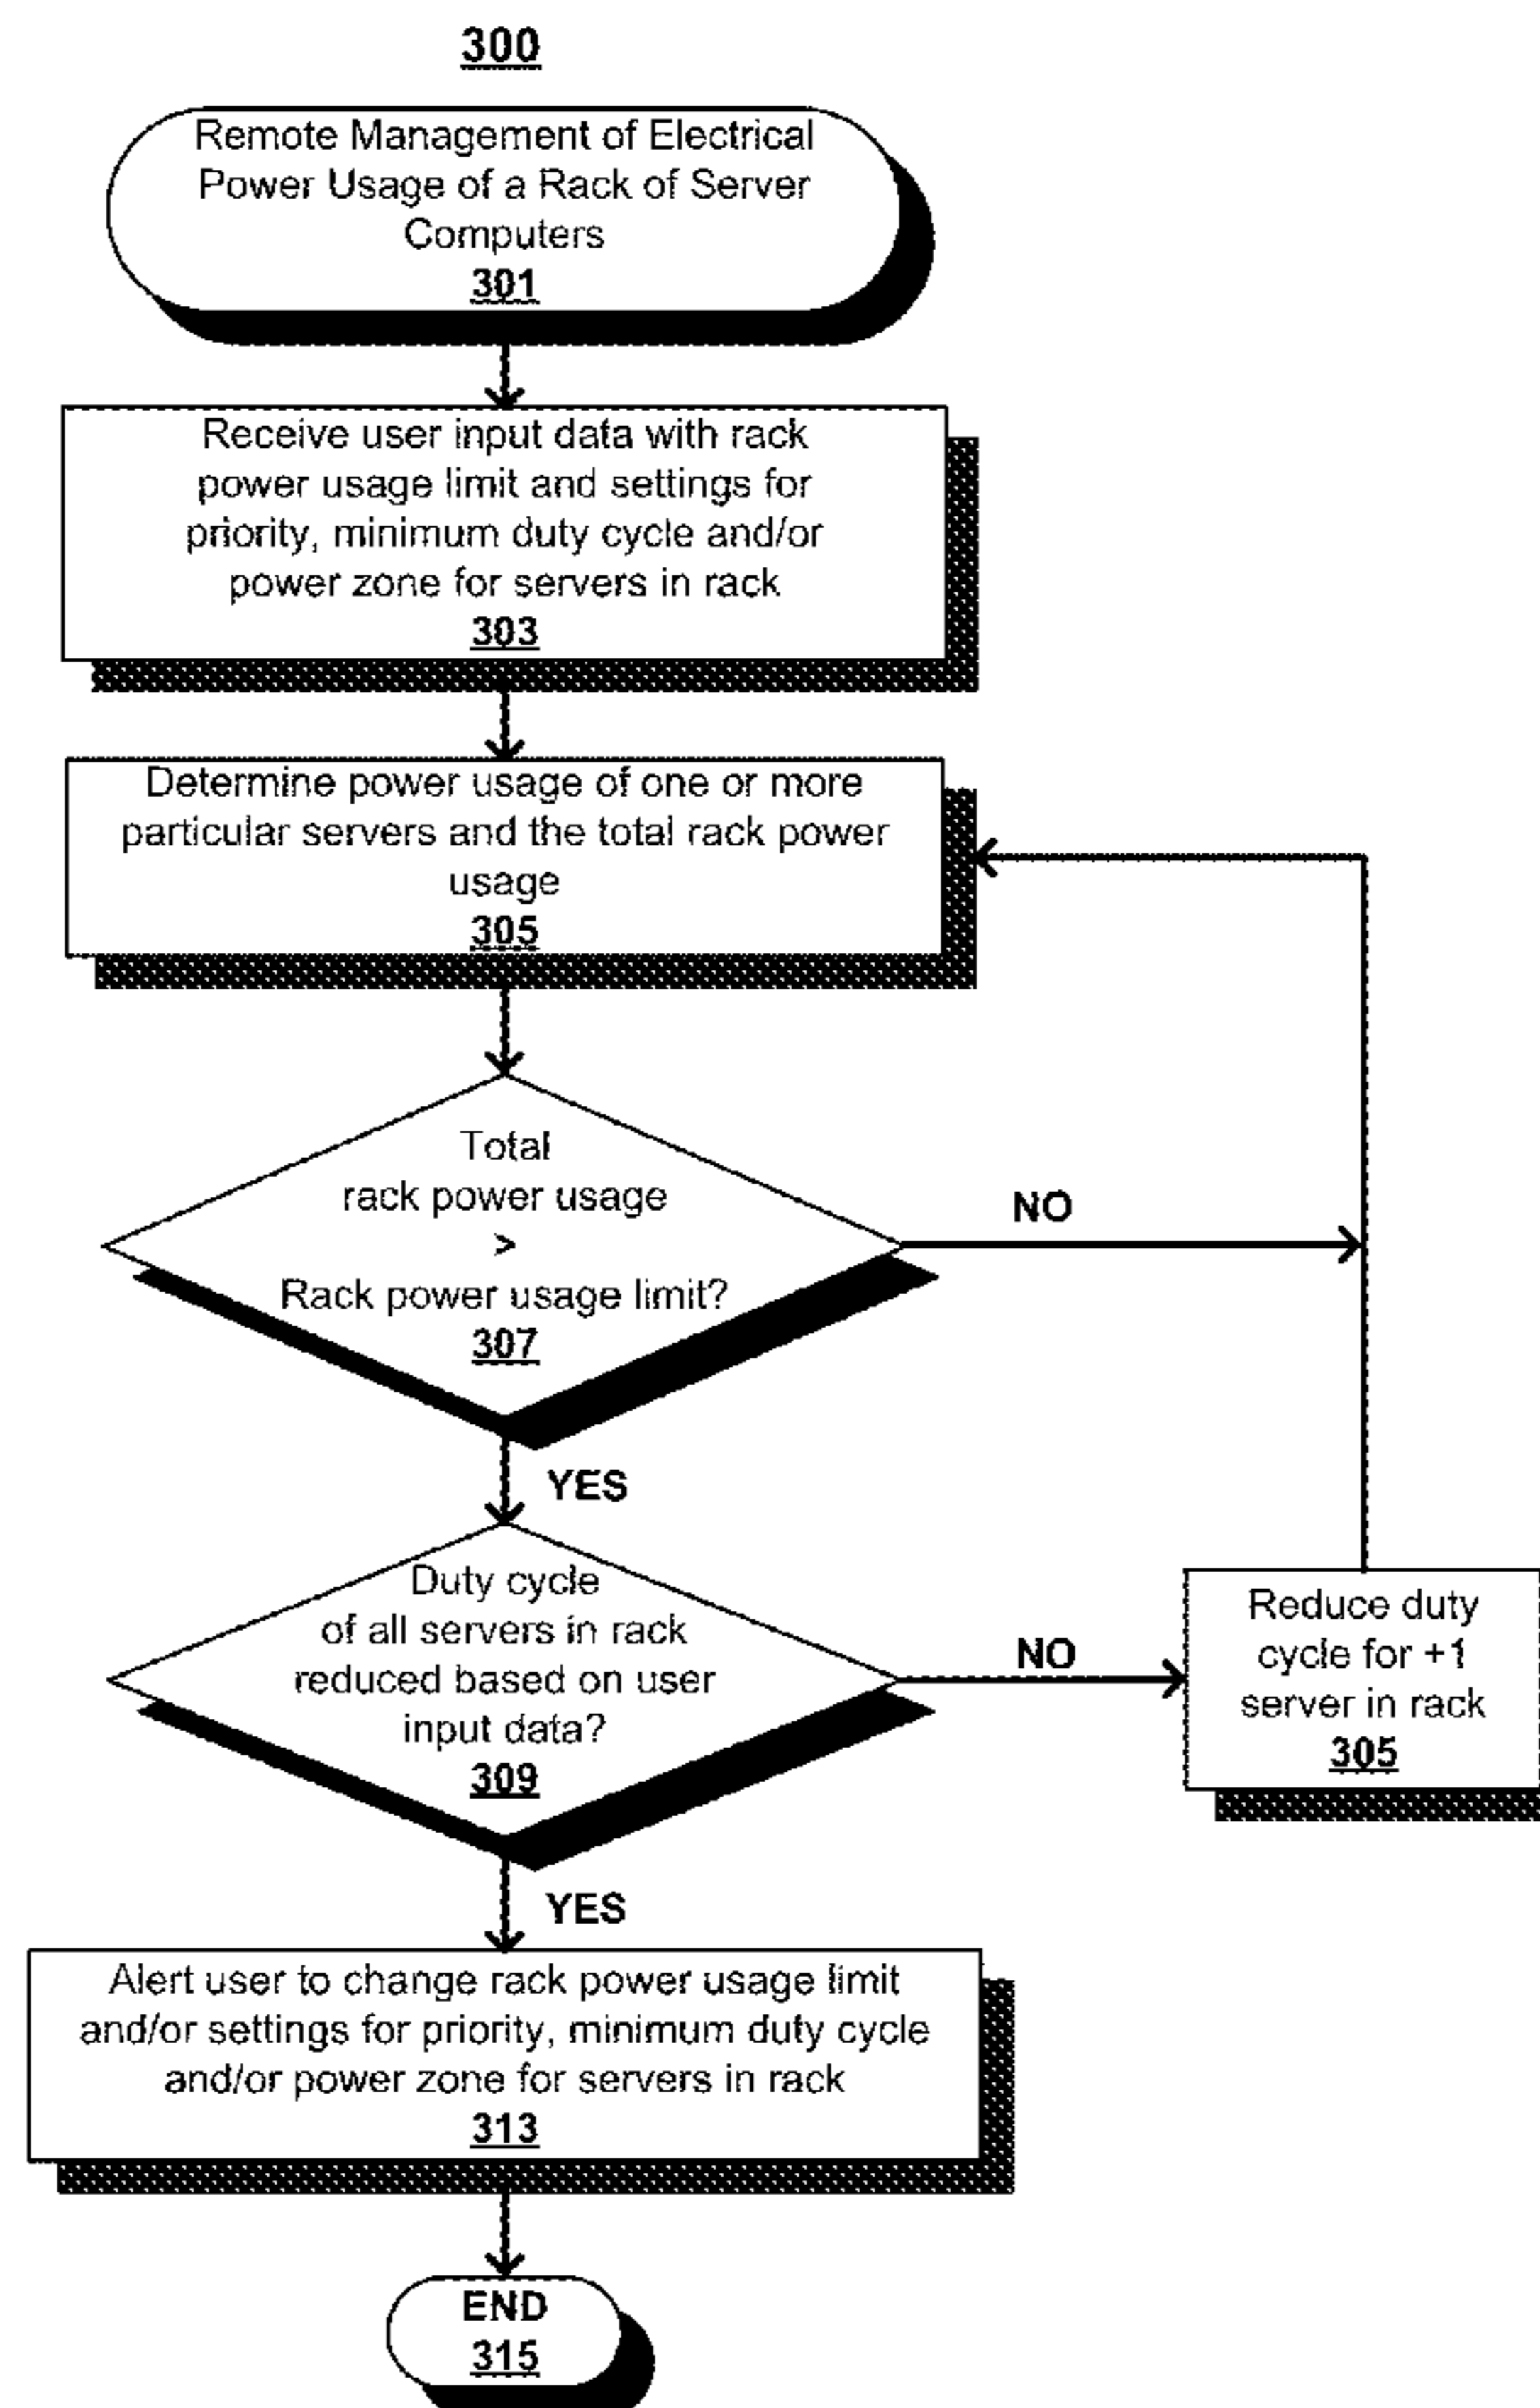 300
Remote Management of Electrical
Power Usage of a Rack of Server
Computers
301
Receive user input data with rack
power usage limit and settings for
priority, minimum duty cycle and/or
power zone for servers in rack
303
Determine power usage of one or more
particular servers and the total rack power
usage
305
Total
rack power usage
>
Rack power usage limit?
307
NO
YES
Duty cycle
of all servers in rack
reduced based on user
input data?
309
NO
Reduce duty
cycle for +1
server in rack
305
YES
Alert user to change rack power usage limit
and/or settings for priority, minimum duty cycle
and/or power zone for servers in rack
313
END
315